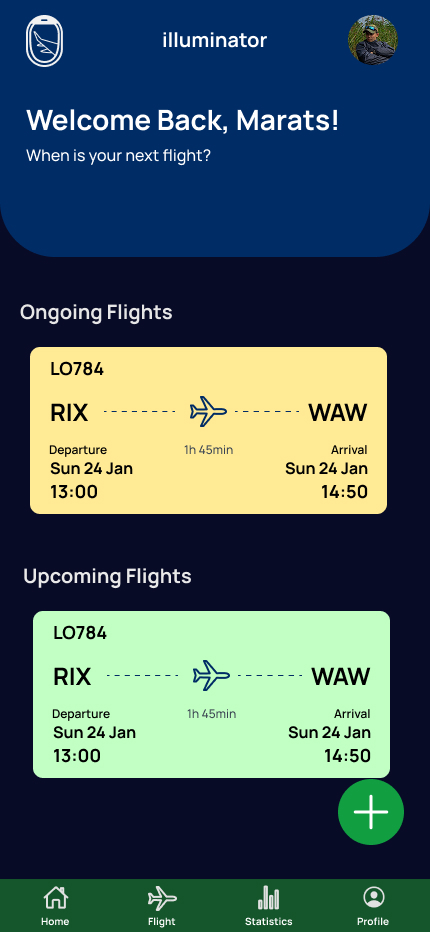 illuminator
Welcome Back, Marats!
When is your next flight?
Ongoing Flights
LO784
RIX WAW
Departure 1h 45min Arrival
Sun 24 Jan Sun 24 Jan
13:00 14:50
Upcoming Flights
LO784
RIX WAW
Departure 1h 45min Arrival
Sun 24 Jan Sun 24 Jan
13:00 14:50
Home Flight Statistics Profile